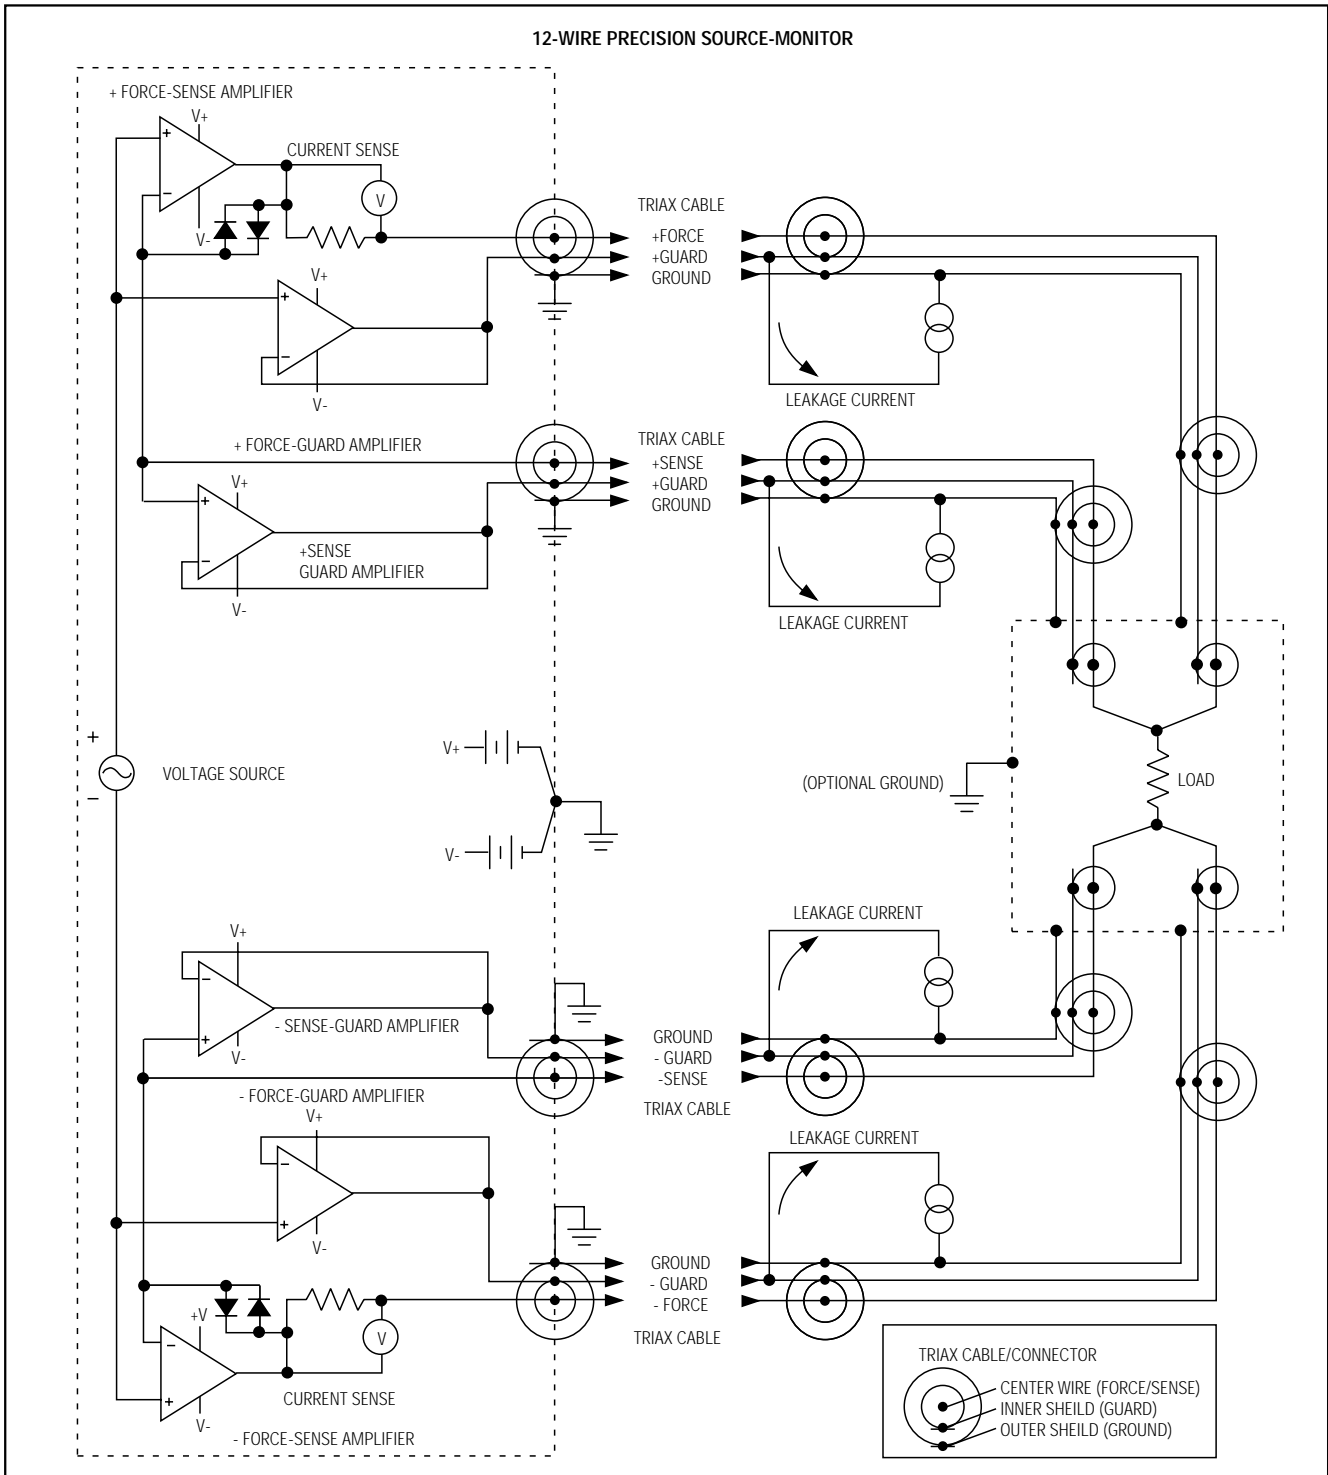 12-WIRE PRECISION SOURCE-MONITOR
+ FORCE-SENSE AMPLIFIER
V+
+
CURRENT SENSE
−
V
V-
TRIAX CABLE
+FORCE
+GUARD
GROUND
V+
+
−
V-
LEAKAGE CURRENT
+ FORCE-GUARD AMPLIFIER
TRIAX CABLE
+SENSE
+GUARD
GROUND
V+
+
−
+SENSE
GUARD AMPLIFIER
V-
LEAKAGE CURRENT
+
VOLTAGE SOURCE
−
V+
V-
(OPTIONAL GROUND)
LOAD
LEAKAGE CURRENT
V+
−
+
- SENSE-GUARD AMPLIFIER
V-
GROUND
- GUARD
-SENSE
TRIAX CABLE
- FORCE-GUARD AMPLIFIER
V+
−
+
V-
LEAKAGE CURRENT
GROUND
- GUARD
- FORCE
TRIAX CABLE
+V
−
+
V
V-
CURRENT SENSE
- FORCE-SENSE AMPLIFIER
TRIAX CABLE/CONNECTOR
CENTER WIRE (FORCE/SENSE)
INNER SHEILD (GUARD)
OUTER SHEILD (GROUND)